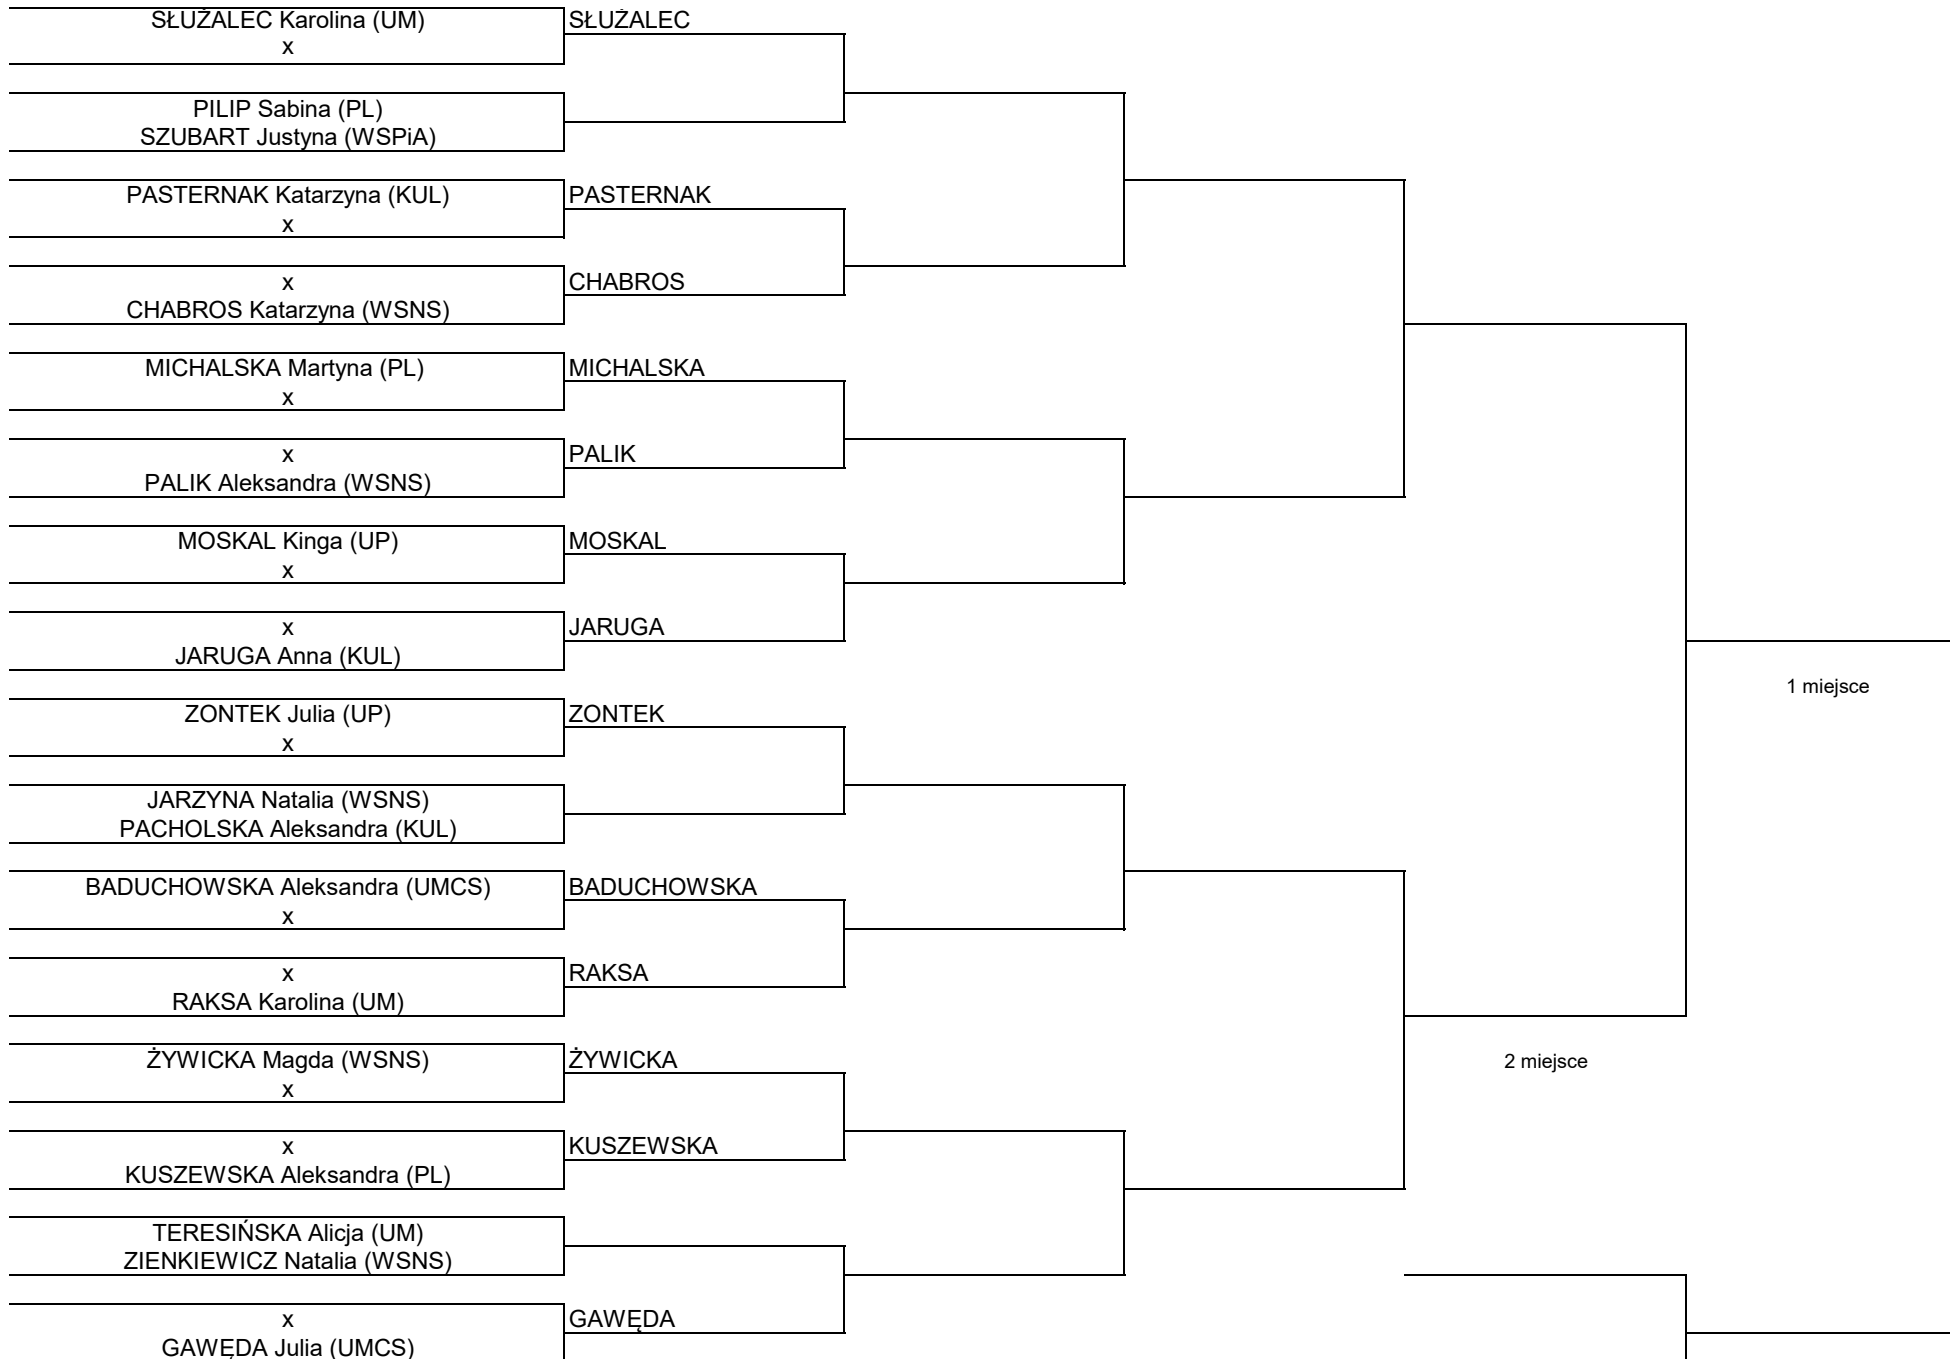 SŁUŻALEC Karolina (UM)
x
SŁUŻALEC
PILIP Sabina (PL)
SZUBART Justyna (WSPiA)
PASTERNAK Katarzyna (KUL)
x
PASTERNAK
x
CHABROS Katarzyna (WSNS)
CHABROS
MICHALSKA Martyna (PL)
x
MICHALSKA
x
PALIK Aleksandra (WSNS)
PALIK
MOSKAL Kinga (UP)
x
MOSKAL
x
JARUGA Anna (KUL)
JARUGA
1 miejsce
ZONTEK Julia (UP)
x
ZONTEK
JARZYNA Natalia (WSNS)
PACHOLSKA Aleksandra (KUL)
BADUCHOWSKA Aleksandra (UMCS)
x
BADUCHOWSKA
x
RAKSA Karolina (UM)
RAKSA
ŻYWICKA Magda (WSNS)
x
ŻYWICKA
2 miejsce
x
KUSZEWSKA Aleksandra (PL)
KUSZEWSKA
TERESIŃSKA Alicja (UM)
ZIENKIEWICZ Natalia (WSNS)
x
GAWĘDA Julia (UMCS)
GAWĘDA